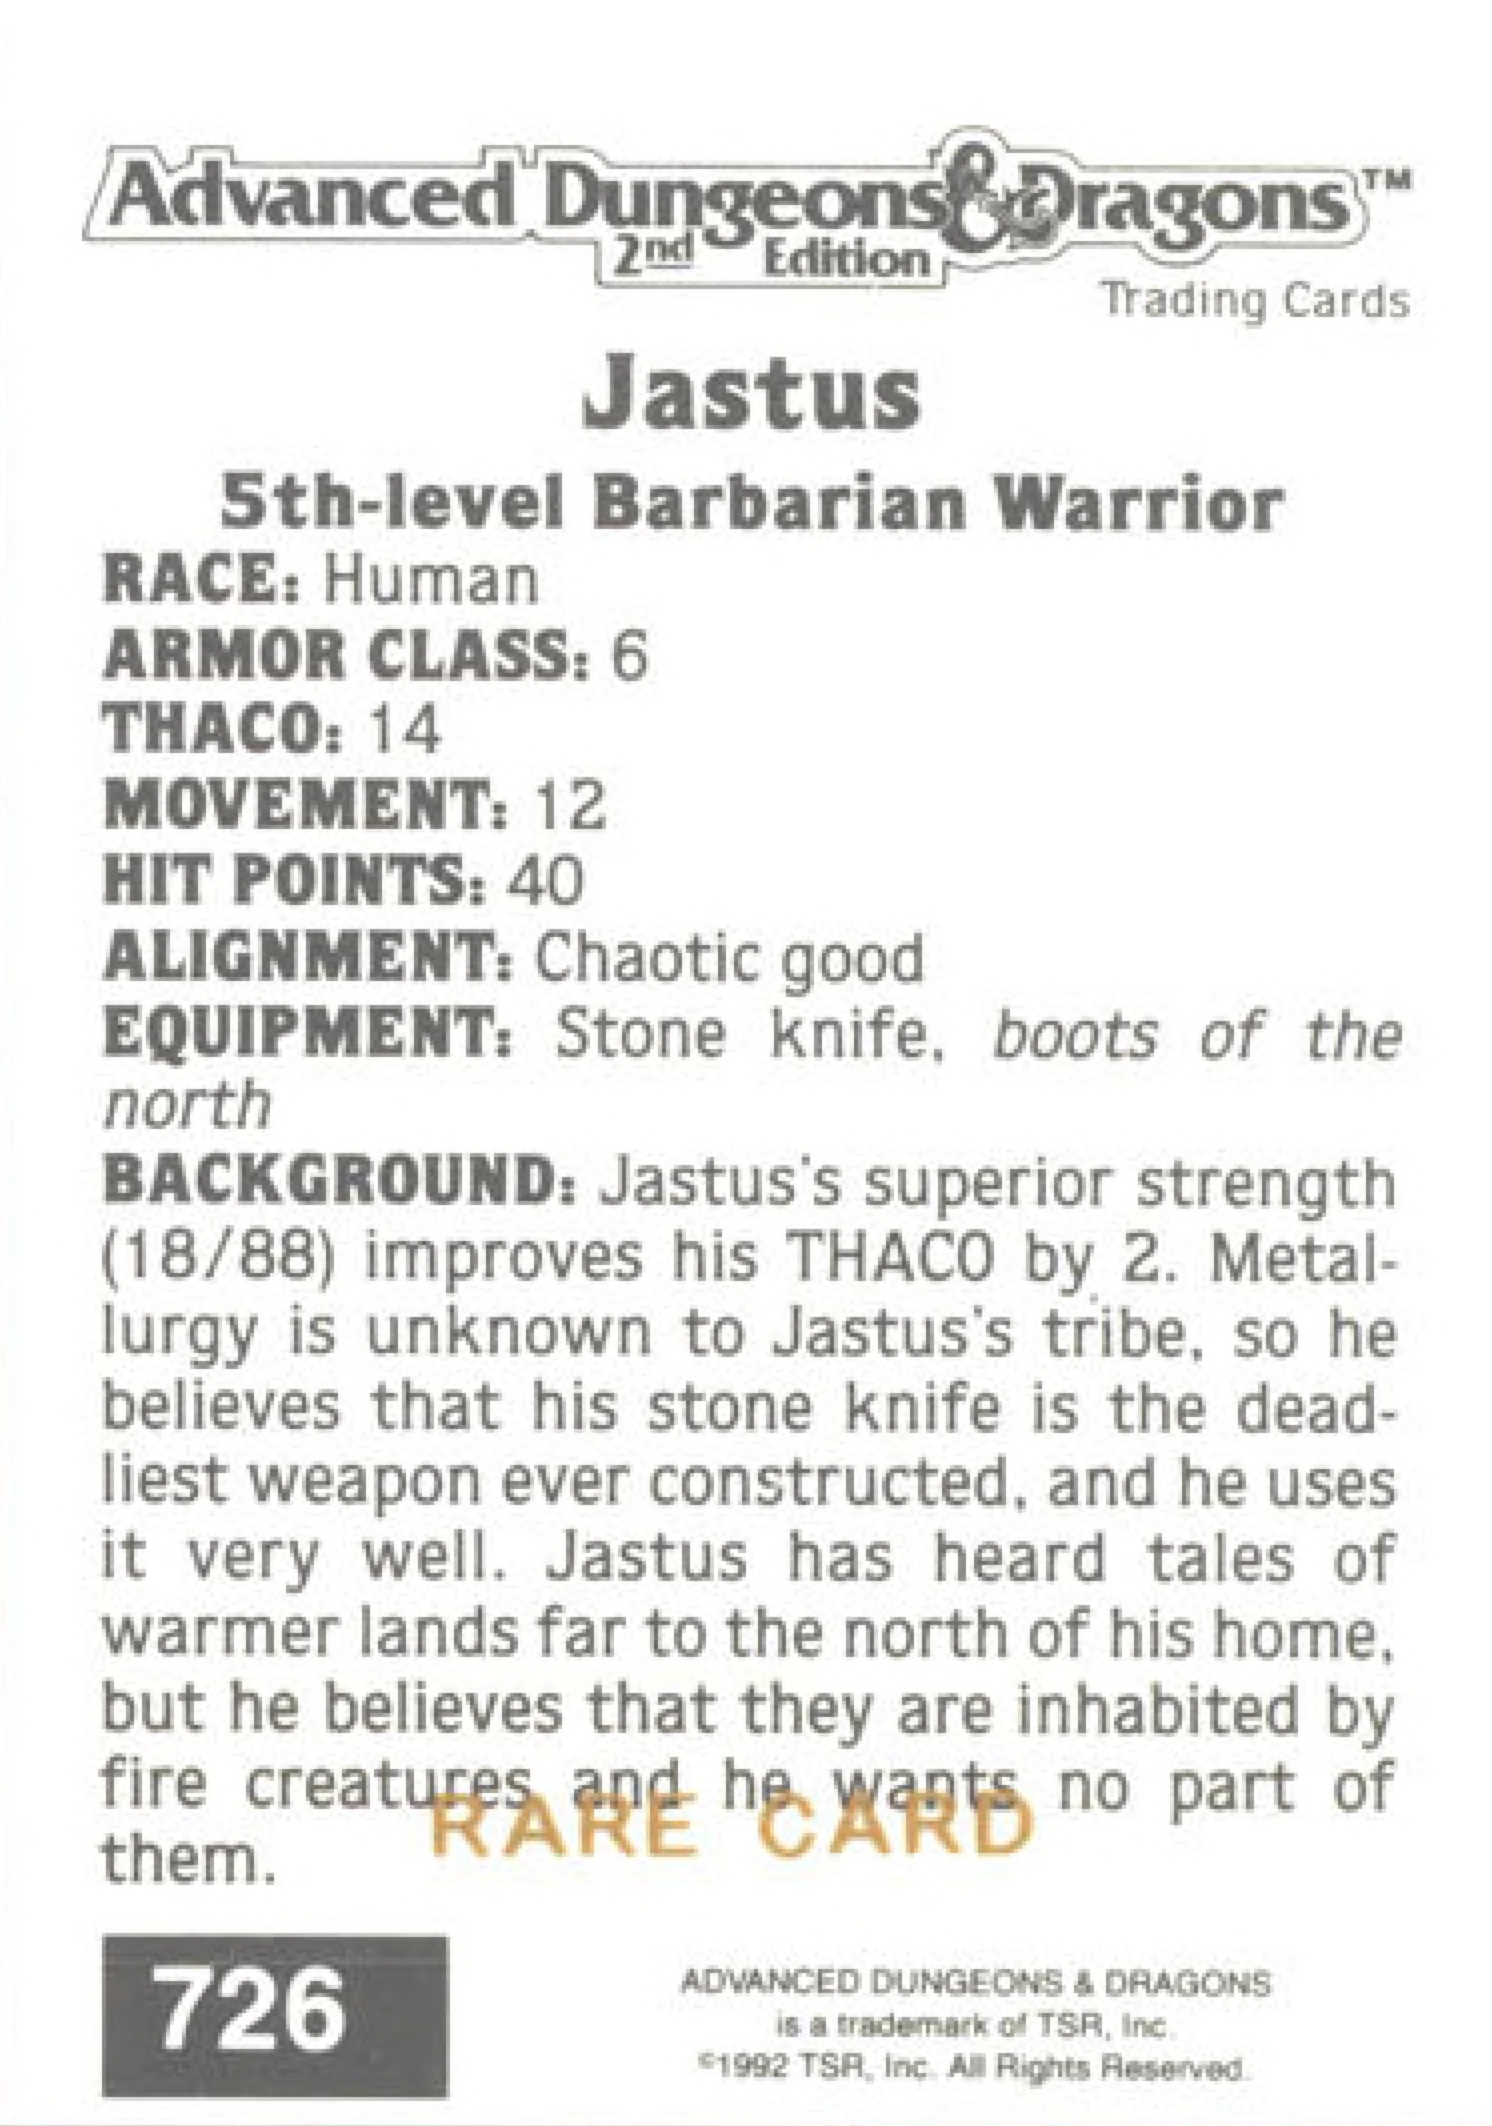 Advanced Dungeons & Dragons™
2nd Edition
Trading Cards
Jastus
5th-level Barbarian Warrior
RACE: Human
ARMOR CLASS: 6
THACO: 14
MOVEMENT: 12
HIT POINTS: 40
ALIGNMENT: Chaotic good
EQUIPMENT: Stone knife, boots of the
north
BACKGROUND: Jastus's superior strength
(18/88) improves his THACO by 2. Metal-
lurgy is unknown to Jastus's tribe, so he
believes that his stone knife is the dead-
liest weapon ever constructed, and he uses
it very well. Jastus has heard tales of
warmer lands far to the north of his home,
but he believes that they are inhabited by
fire creatures and he wants no part of
them.
RARE CARD
726
ADVANCED DUNGEONS & DRAGONS
is a trademark of TSR, Inc.
©1992 TSR, Inc. All Rights Reserved.